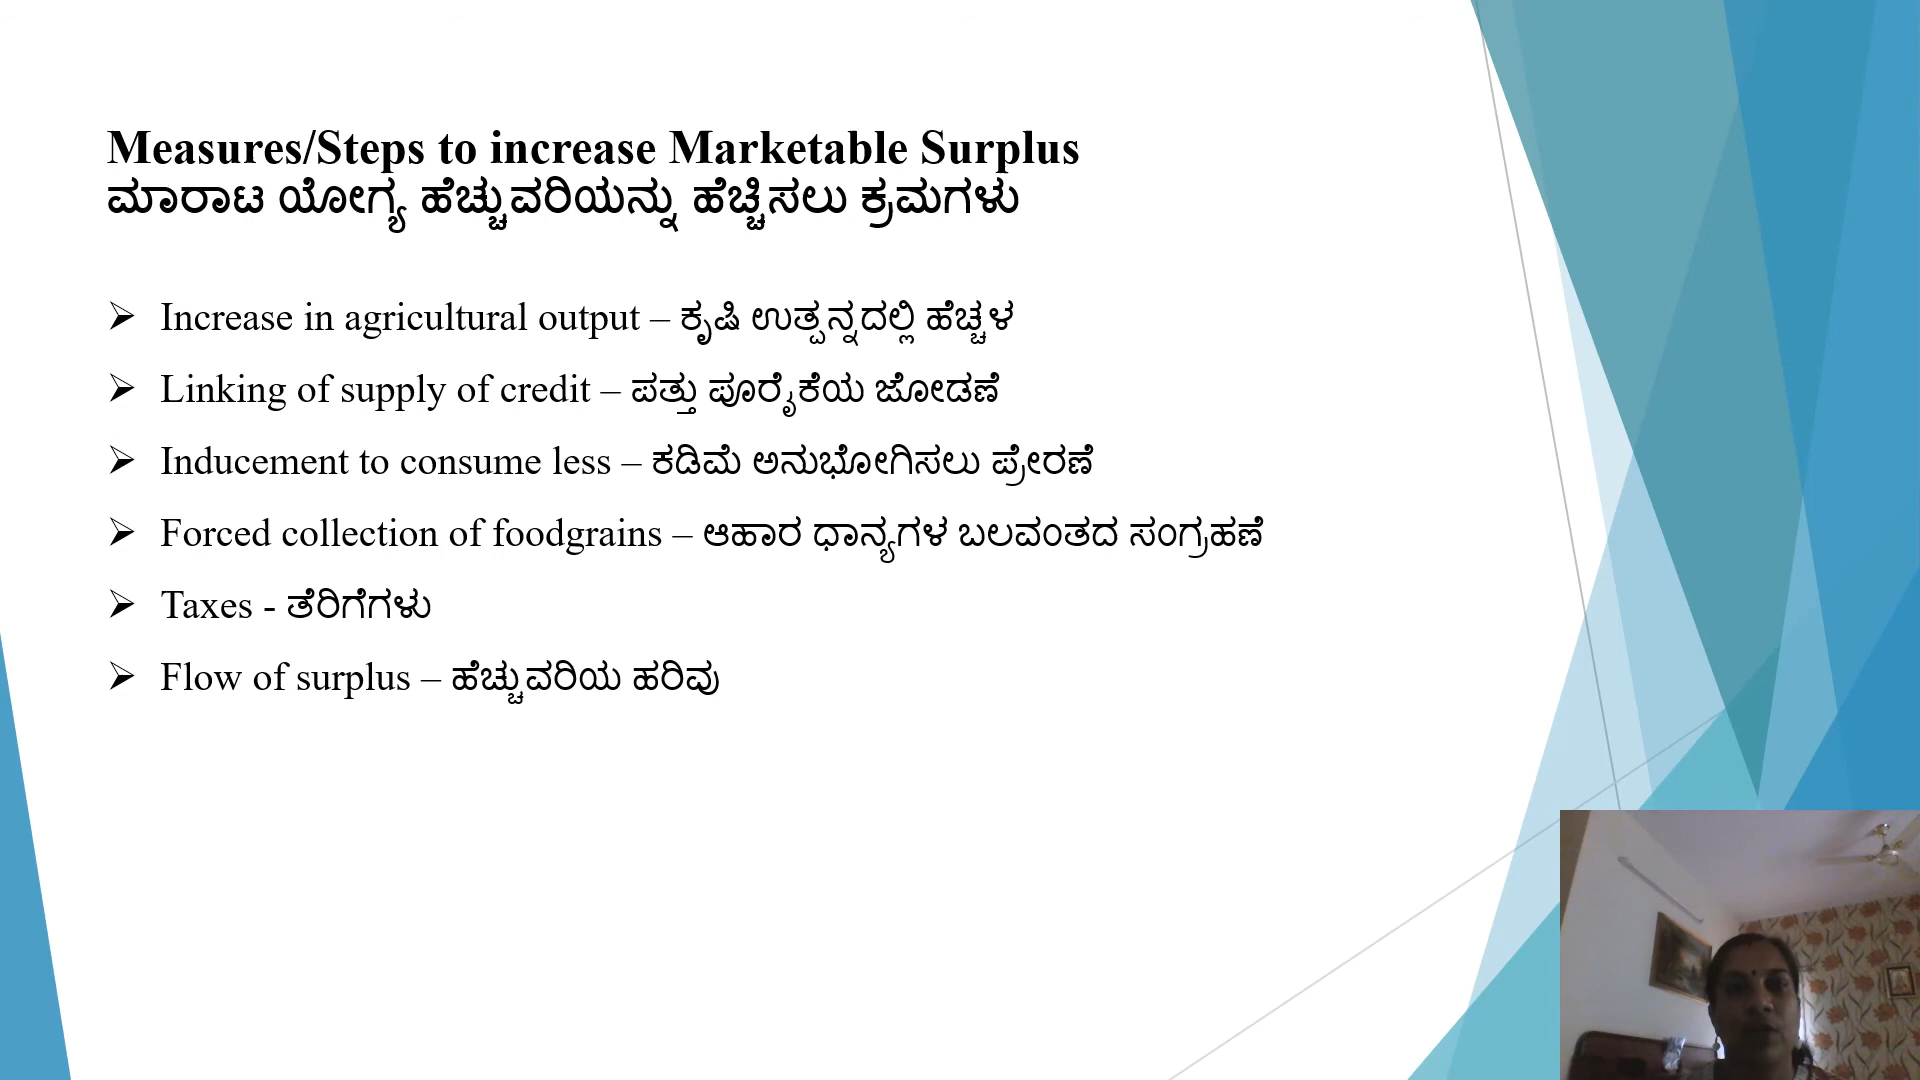 Measures/Steps to increase Marketable Surplus
ಮಾರಾಟ ಯೋಗ್ಯ ಹೆಚ್ಚುವರಿಯನ್ನು ಹೆಚ್ಚಿಸಲು ಕ್ರಮಗಳು
➢ Increase in agricultural output – ಕೃಷಿ ಉತ್ಪನ್ನದಲ್ಲಿ ಹೆಚ್ಚಳ
➢ Linking of supply of credit – ಪತ್ತು ಪೂರೈಕೆಯ ಜೋಡಣೆ
➢ Inducement to consume less – ಕಡಿಮೆ ಅನುಭೋಗಿಸಲು ಪ್ರೇರಣೆ
➢ Forced collection of foodgrains – ಆಹಾರ ಧಾನ್ಯಗಳ ಬಲವಂತದ ಸಂಗ್ರಹಣೆ
➢ Taxes - ತೆರಿಗೆಗಳು
➢ Flow of surplus – ಹೆಚ್ಚುವರಿಯ ಹರಿವು